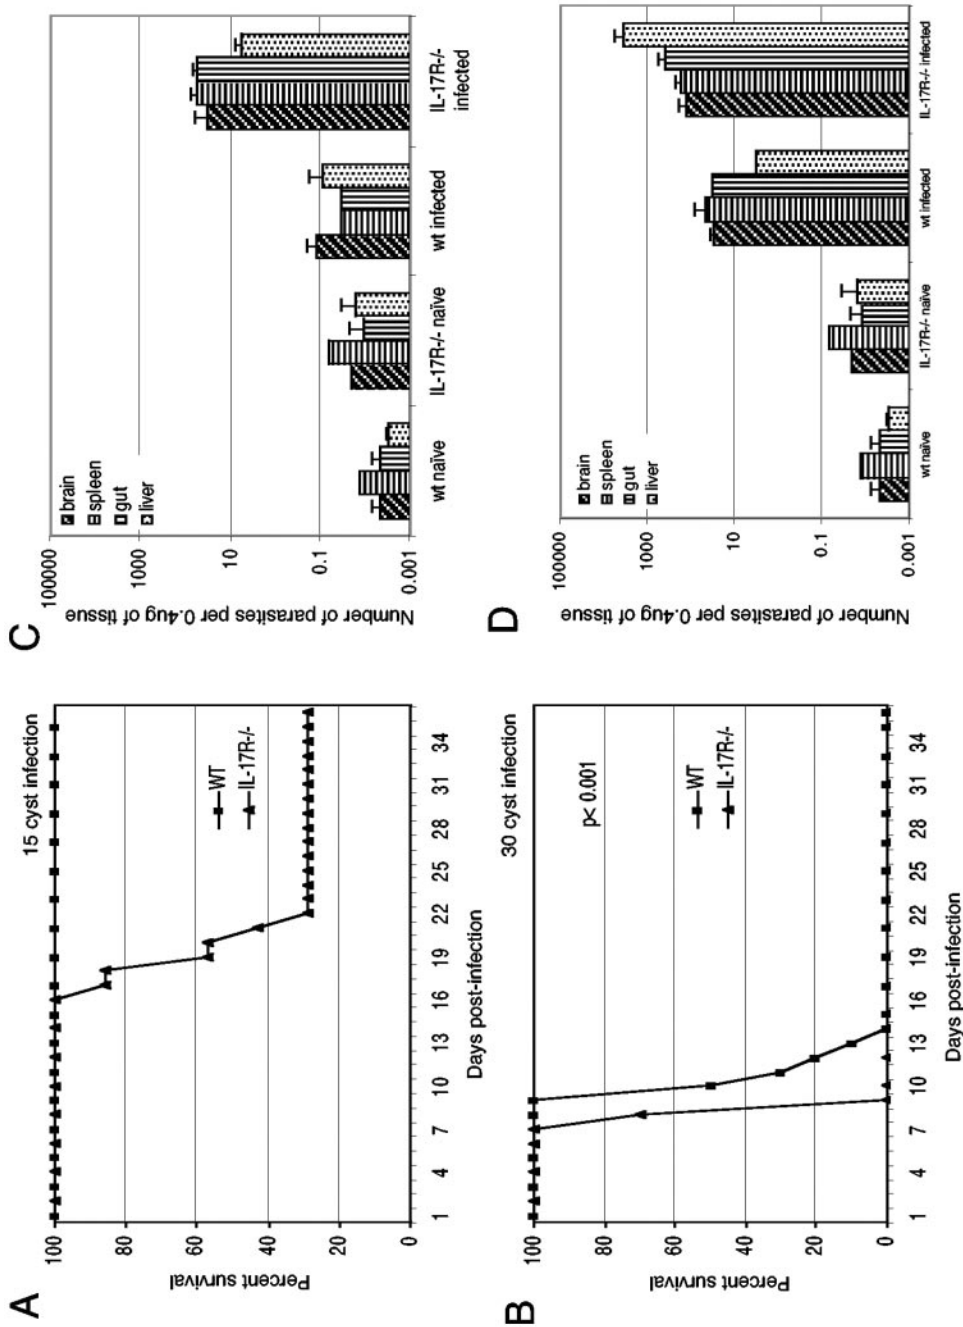 A
15 cyst infection
Percent survival
100
80
60
40
20
0
WT
IL-17R-/-
1 4 7 10 13 16 19 22 25 28 31 34
Days post-infection
B
30 cyst infection
Percent survival
100
80
60
40
20
0
p< 0.001
WT
IL-17R-/-
1 4 7 10 13 16 19 22 25 28 31 34
Days post-infection
C
Number of parasites per 0.4ug of tissue
100000
1000
10
0.1
0.001
brain
spleen
gut
liver
wt naïve
IL-17R-/- naïve
wt infected
IL-17R-/-
infected
D
Number of parasites per 0.4ug of tissue
100000
1000
10
0.1
0.001
brain
spleen
gut
liver
wt naïve
IL-17R-/- naïve
wt infected
IL-17R-/- infected